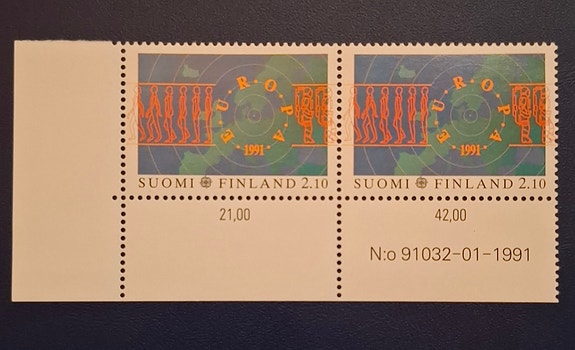 EUROPA
1991
SUOMI FINLAND 2.10
EUROPA
1991
SUOMI FINLAND 2.10
21,00
42,00
N:o 91032-01-1991